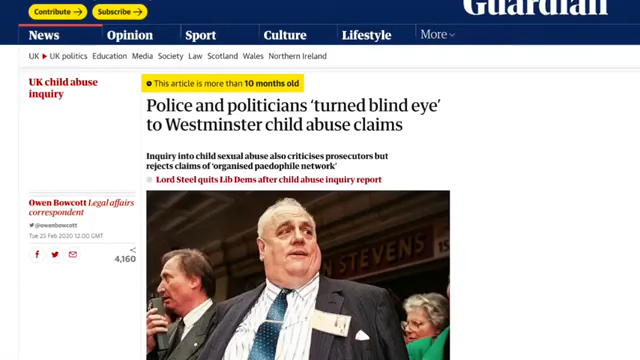 Guardian
Contribute → Subscribe →
News Opinion Sport Culture Lifestyle More
UK ▶ UK politics Education Media Society Law Scotland Wales Northern Ireland
UK child abuse
inquiry
This article is more than 10 months old
Police and politicians ‘turned blind eye’
to Westminster child abuse claims
Inquiry into child sexual abuse also criticises prosecutors but
rejects claims of ‘organised paedophile network’
Lord Steel quits Lib Dems after child abuse inquiry report
Owen Bowcott Legal affairs
correspondent
@owenbowcott
Tue 25 Feb 2020 12.00 GMT
4,160
STEVENS